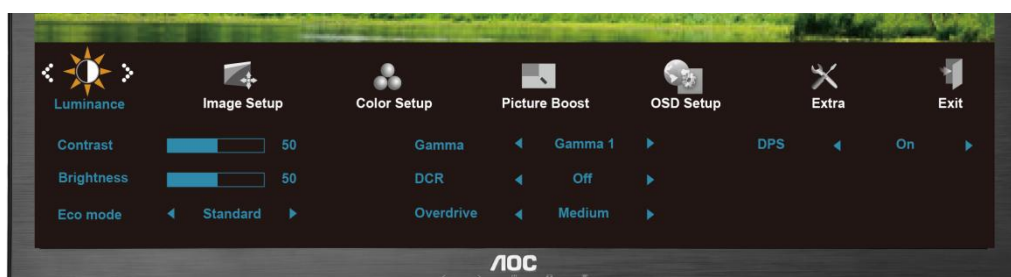 Luminance Image Setup Color Setup Picture Boost OSD Setup Extra Exit
Contrast 50 Gamma Gamma 1 DPS On
Brightness 50 DCR Off
Eco mode Standard Overdrive Medium
AOC